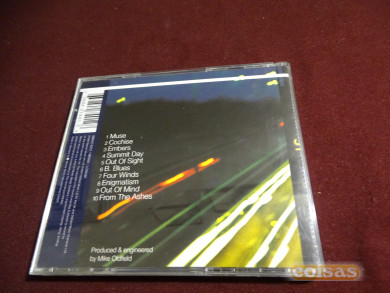 1 Muse
2 Cochise
3 Embers
4 Summit Day
5 Out Of Sight
6 B. Blues
7 Four Winds
8 Enigmatism
9 Out Of Mind
10 From The Ashes
Produced & engineered
by Mike Oldfield
coisas